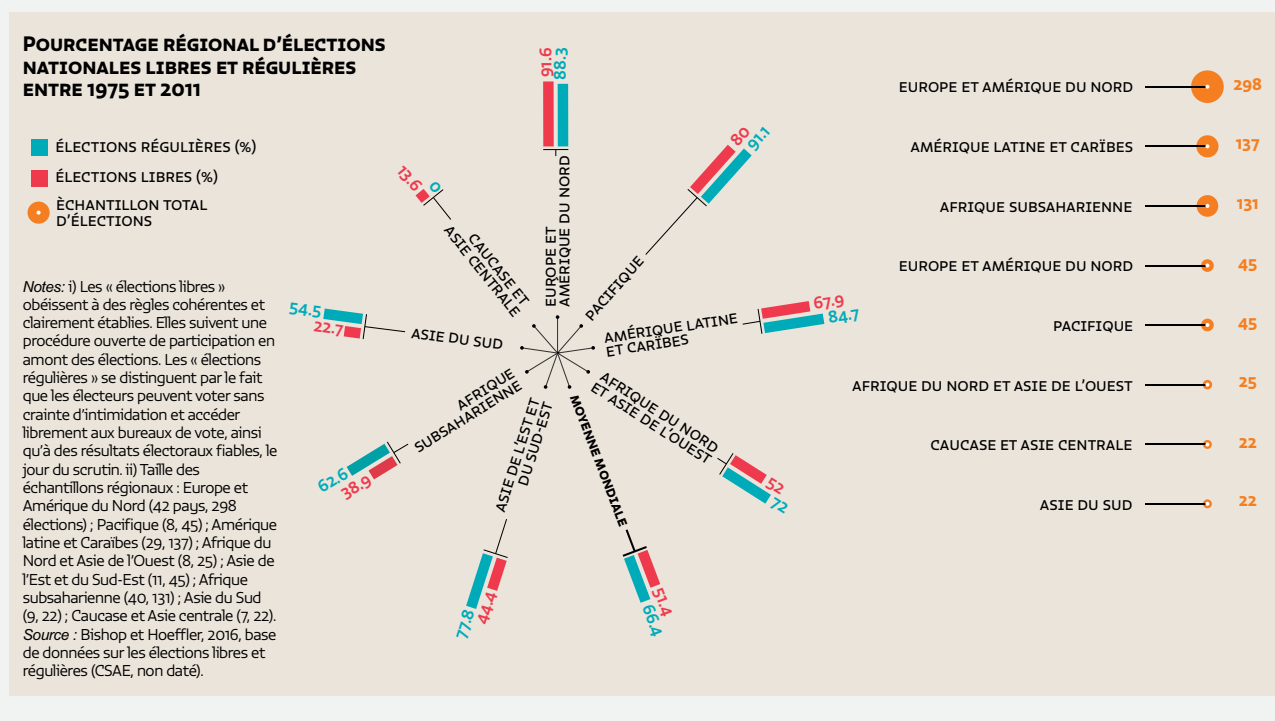 POURCENTAGE RÉGIONAL D'ÉLECTIONS
NATIONALES LIBRES ET RÉGULIÈRES
ENTRE 1975 ET 2011
ÉLECTIONS RÉGULIÈRES (%)
ÉLECTIONS LIBRES (%)
ÈCHANTILLON TOTAL
D'ÉLECTIONS
Notes: i) Les « élections libres »
obéissent à des règles cohérentes et
clairement établies. Elles suivent une
procédure ouverte de participation en
amont des élections. Les « élections
régulières » se distinguent par le fait
que les électeurs peuvent voter sans
crainte d'intimidation et accéder
librement aux bureaux de vote, ainsi
qu'à des résultats électoraux fiables, le
jour du scrutin. ii) Taille des
échantillons régionaux : Europe et
Amérique du Nord (42 pays, 298
élections) ; Pacifique (8, 45) ; Amérique
latine et Caraïbes (29, 137) ; Afrique du
Nord et Asie de l'Ouest (8, 25) ; Asie de
l'Est et du Sud-Est (11, 45) ; Afrique
subsaharienne (40, 131) ; Asie du Sud
(9, 22) ; Caucase et Asie centrale (7, 22).
Source : Bishop et Hoeffler, 2016, base
de données sur les élections libres et
régulières (CSAE, non daté).
91.6
88.3
EUROPE ET
AMÉRIQUE DU NORD
80
91.1
PACIFIQUE
67.9
84.7
AMÉRIQUE LATINE
ET CARÏBES
52
72
AFRIQUE DU NORD
ET ASIE DE L'OUEST
51.4
66.4
MOYENNE MONDIALE
77.8
44.4
ASIE DE L'EST ET
DU SUD-EST
62.6
38.9
AFRIQUE
SUBSAHARIENNE
54.5
22.7
ASIE DU SUD
13.6
0
CAUCASE ET
ASIE CENTRALE
EUROPE ET AMÉRIQUE DU NORD 298
AMÉRIQUE LATINE ET CARÏBES 137
AFRIQUE SUBSAHARIENNE 131
EUROPE ET AMÉRIQUE DU NORD 45
PACIFIQUE 45
AFRIQUE DU NORD ET ASIE DE L'OUEST 25
CAUCASE ET ASIE CENTRALE 22
ASIE DU SUD 22